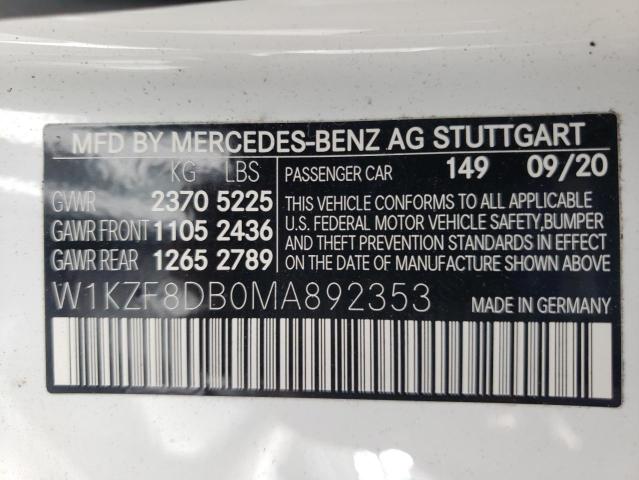 MFD BY MERCEDES-BENZ AG STUTTGART
KG LBS
GVWR 2370 5225
GAWR FRONT 1105 2436
GAWR REAR 1265 2789
PASSENGER CAR 149 09/20
THIS VEHICLE CONFORMS TO ALL APPLICABLE
U.S. FEDERAL MOTOR VEHICLE SAFETY, BUMPER
AND THEFT PREVENTION STANDARDS IN EFFECT
ON THE DATE OF MANUFACTURE SHOWN ABOVE.
W1KZF8DB0MA892353 MADE IN GERMANY